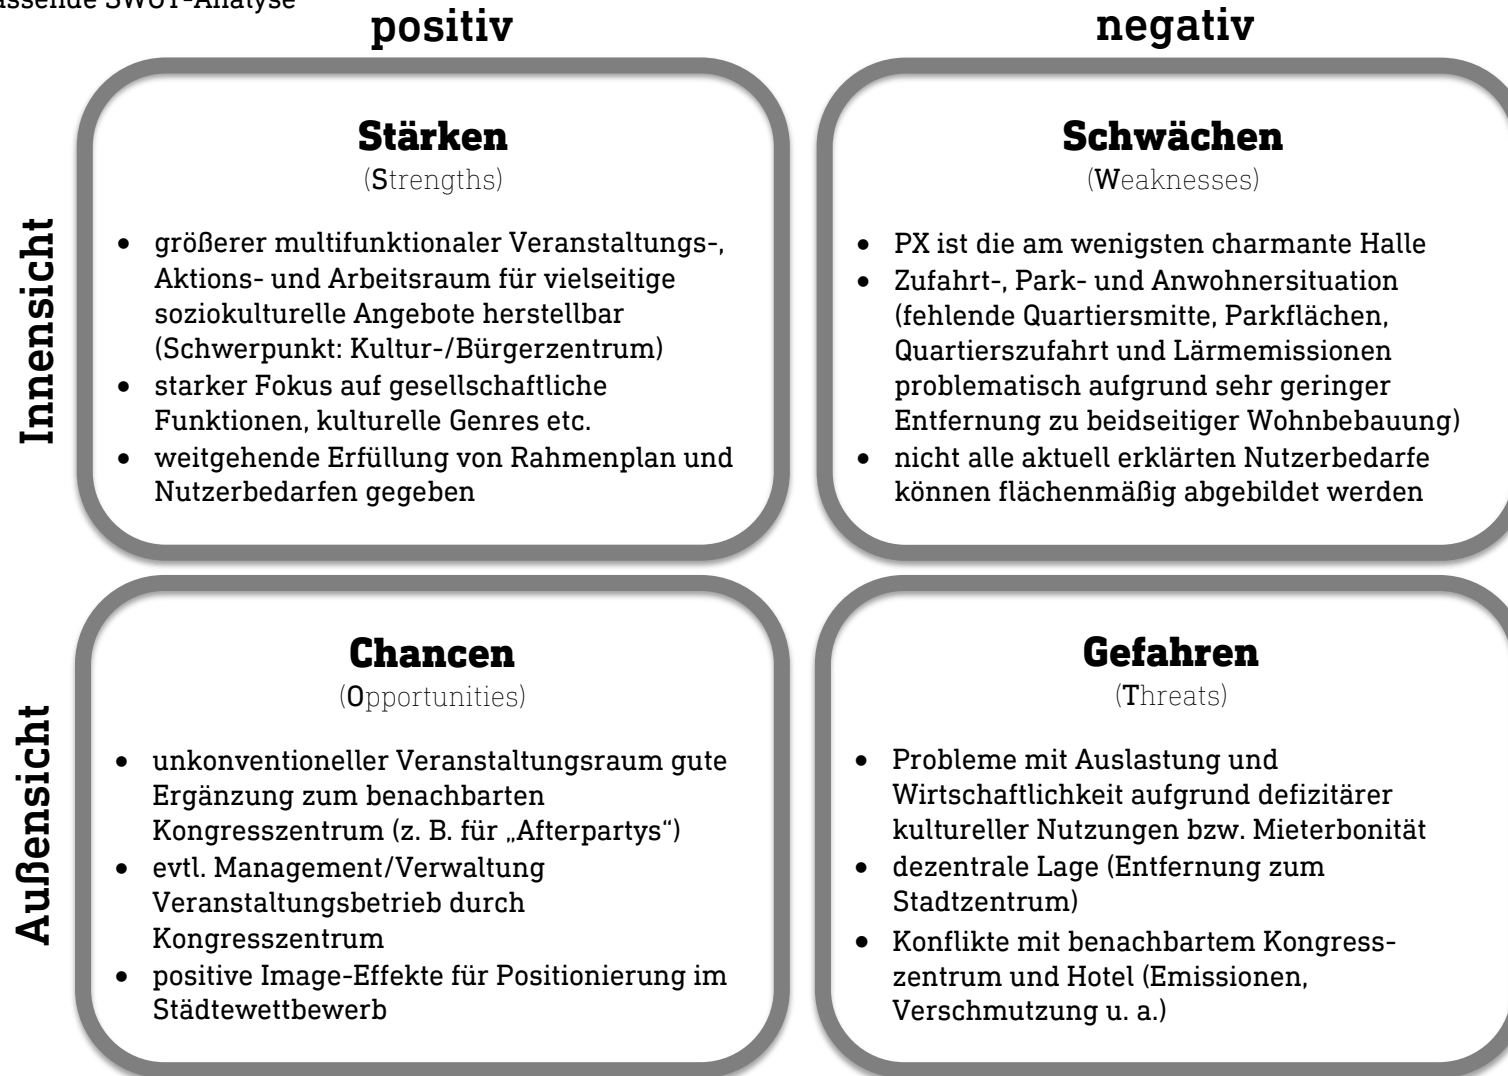 SWOT-Analyse
positiv
negativ
Innensicht
Stärken
(Strengths)
• größerer multifunktionaler Veranstaltungs-,
Aktions- und Arbeitsraum für vielseitige
soziokulturelle Angebote herstellbar
(Schwerpunkt: Kultur-/Bürgerzentrum)
• starker Fokus auf gesellschaftliche
Funktionen, kulturelle Genres etc.
• weitgehende Erfüllung von Rahmenplan und
Nutzerbedarfen gegeben
Schwächen
(Weaknesses)
• PX ist die am wenigsten charmante Halle
• Zufahrt-, Park- und Anwohnersituation
(fehlende Quartiersmitte, Parkflächen,
Quartierszufahrt und Lärmemissionen
problematisch aufgrund sehr geringer
Entfernung zu beidseitiger Wohnbebauung)
• nicht alle aktuell erklärten Nutzerbedarfe
können flächenmäßig abgebildet werden
Außensicht
Chancen
(Opportunities)
• unkonventioneller Veranstaltungsraum gute
Ergänzung zum benachbarten
Kongresszentrum (z. B. für „Afterpartys“)
• evtl. Management/Verwaltung
Veranstaltungsbetrieb durch
Kongresszentrum
• positive Image-Effekte für Positionierung im
Städtewettbewerb
Gefahren
(Threats)
• Probleme mit Auslastung und
Wirtschaftlichkeit aufgrund defizitärer
kultureller Nutzungen bzw. Mieterbonität
• dezentrale Lage (Entfernung zum
Stadtzentrum)
• Konflikte mit benachbartem Kongress-
zentrum und Hotel (Emissionen,
Verschmutzung u. a.)